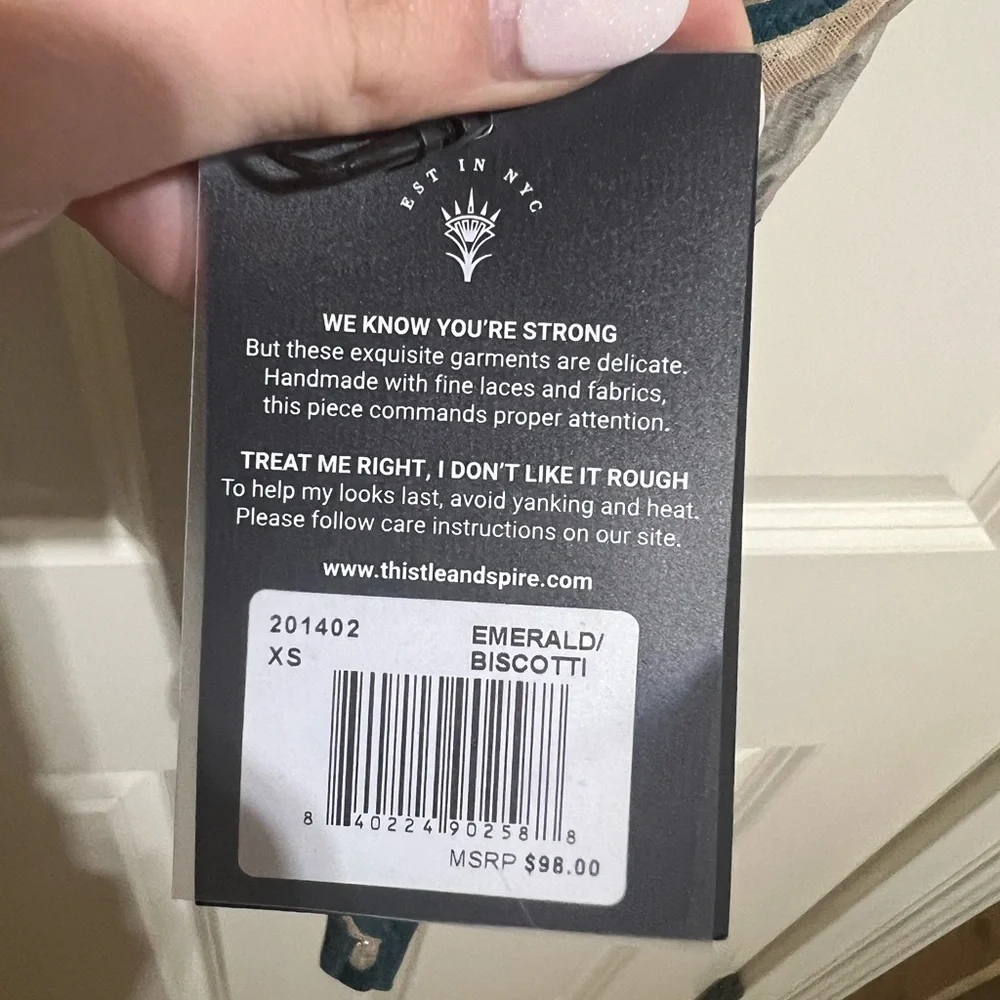 EST IN NYC
WE KNOW YOU'RE STRONG
But these exquisite garments are delicate.
Handmade with fine laces and fabrics,
this piece commands proper attention.
TREAT ME RIGHT, I DON'T LIKE IT ROUGH
To help my looks last, avoid yanking and heat.
Please follow care instructions on our site.
www.thistleandspire.com
201402
XS
EMERALD/
BISCOTTI
8 40224 90258 8
MSRP $98.00